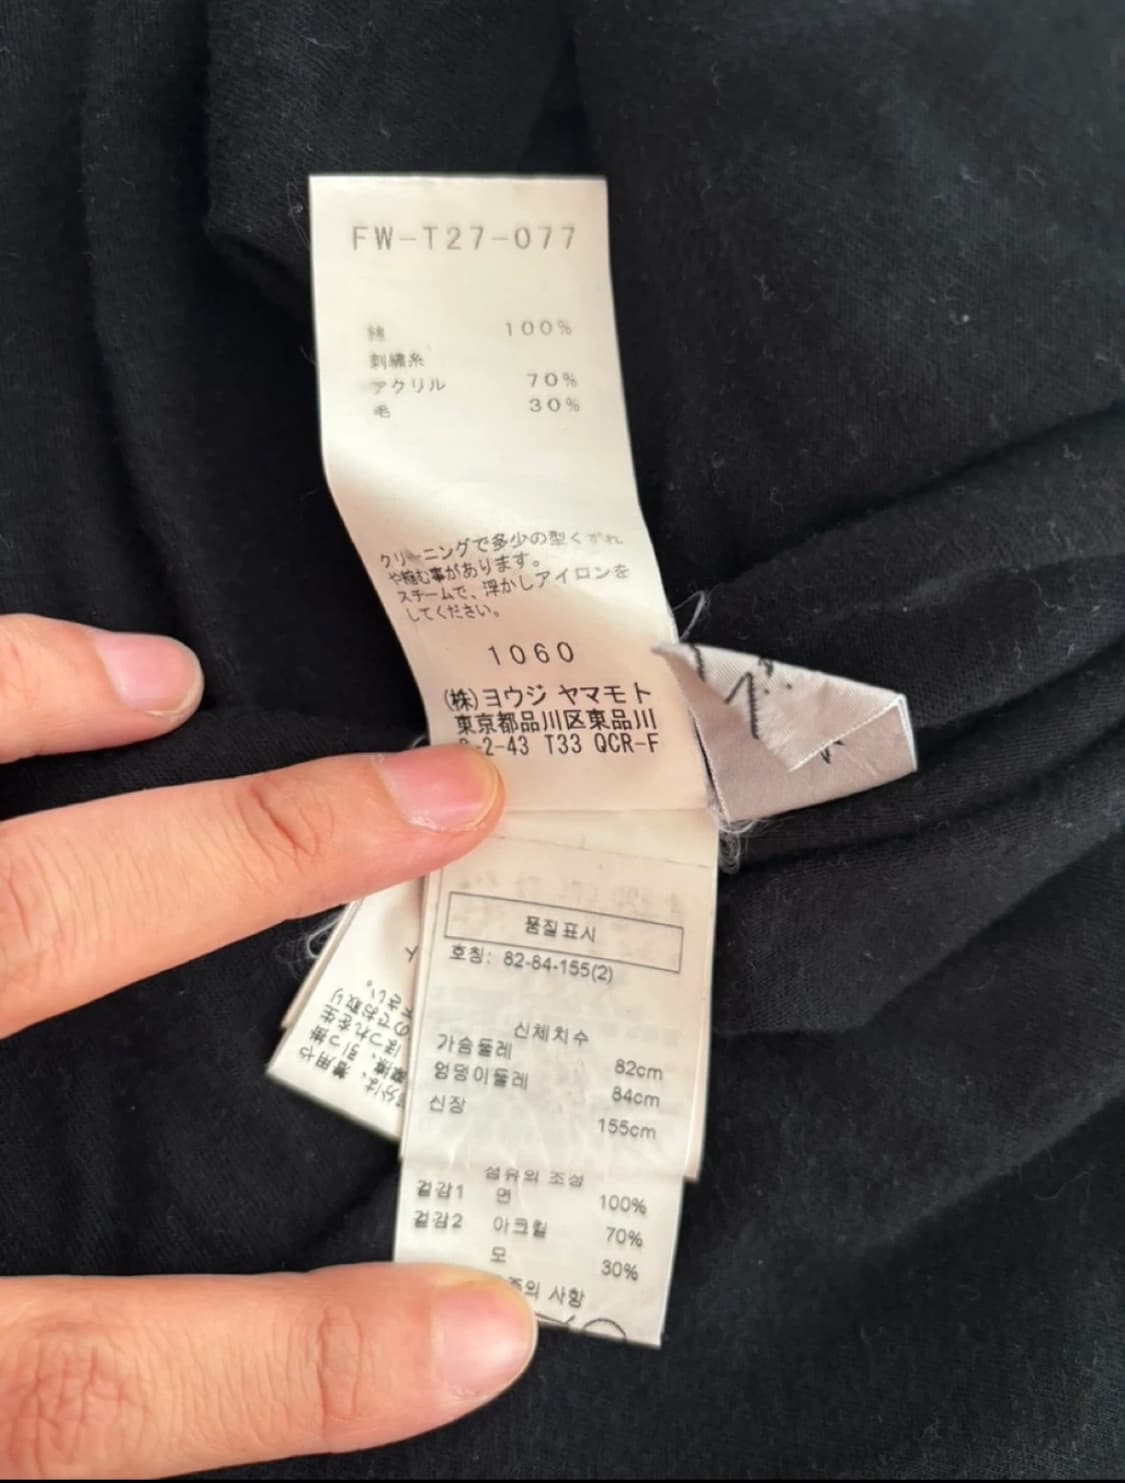 FW-T27-077
綿 100%
刺繍糸
アクリル 70%
毛 30%
クリーニングで多少の型くずれ
や縮む事があります。
スチームで、浮かしアイロンを
してください。
1060
(株)ヨウジ ヤマモト
東京都品川区東品川
-2-43 T33 QCR-F
품질표시
호칭: 82-84-155(2)
신체치수
가슴둘레 82cm
엉덩이둘레 84cm
신장 155cm
섬유의 조성
겉감1 면 100%
겉감2 아크릴 70%
모 30%
사항